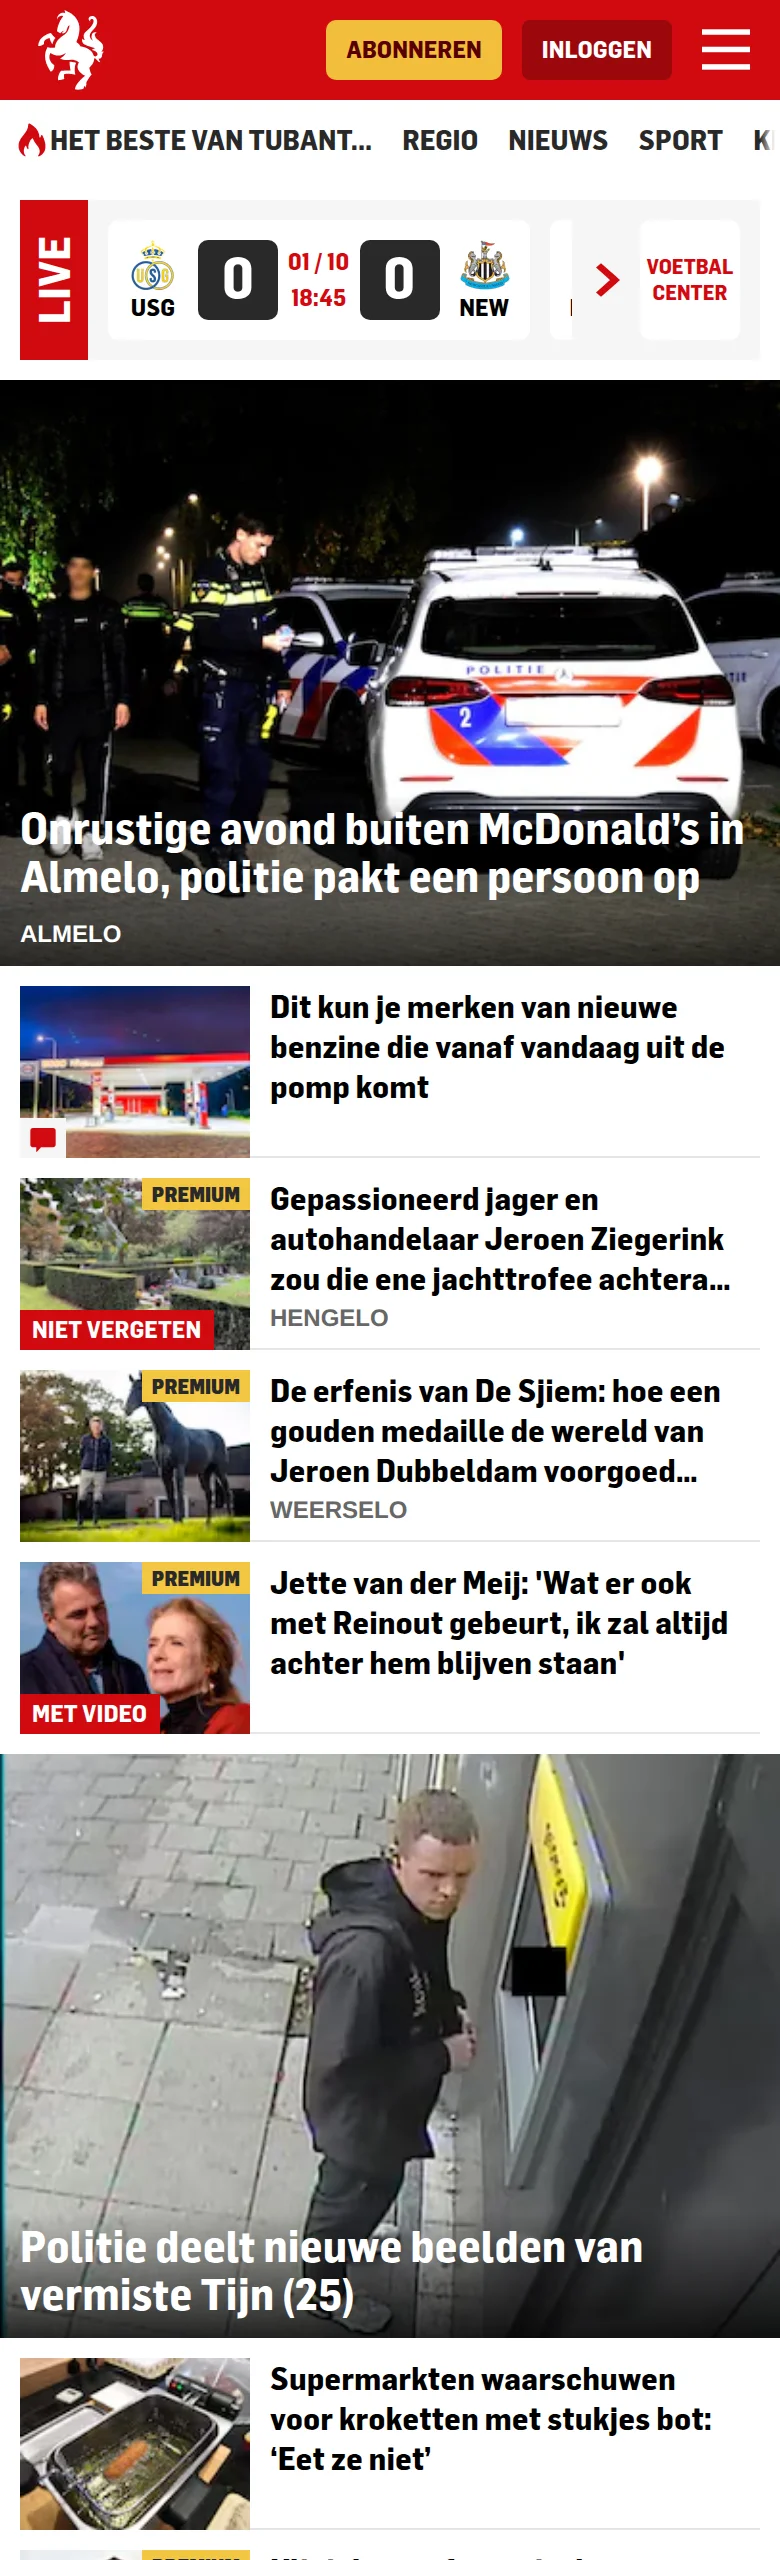 ABONNEREN
INLOGGEN
HET BESTE VAN TUBANT... REGIO NIEUWS SPORT
LIVE
USG
0
01 / 10
18:45
0
NEW
VOETBAL
CENTER
POLITIE
2
Onrustige avond buiten McDonald’s in
Almelo, politie pakt een persoon op
ALMELO
Dit kun je merken van nieuwe
benzine die vanaf vandaag uit de
pomp komt
PREMIUM
NIET VERGETEN
Gepassioneerd jager en
autohandelaar Jeroen Ziegerink
zou die ene jachttrofee achtera...
HENGELO
PREMIUM
De erfenis van De Sjiem: hoe een
gouden medaille de wereld van
Jeroen Dubbeldam voorgoed...
WEERSELO
PREMIUM
MET VIDEO
Jette van der Meij: 'Wat er ook
met Reinout gebeurt, ik zal altijd
achter hem blijven staan'
Politie deelt nieuwe beelden van
vermiste Tijn (25)
Supermarkten waarschuwen
voor kroketten met stukjes bot:
‘Eet ze niet’